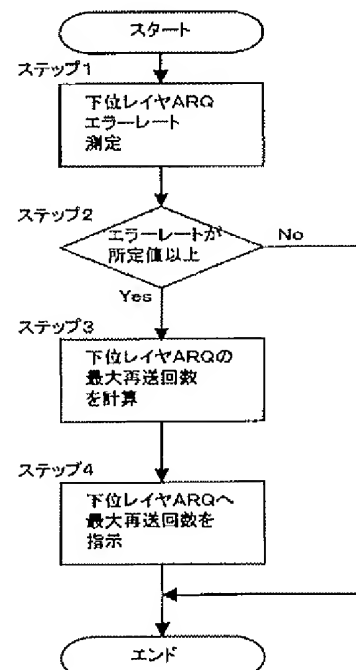 スタート
ステップ1
下位レイヤARQ
エラーレート
測定
ステップ2
エラーレートが
所定値以上
No
Yes
ステップ3
下位レイヤARQの
最大再送回数
を計算
ステップ4
下位レイヤARQへ
最大再送回数を
指示
エンド